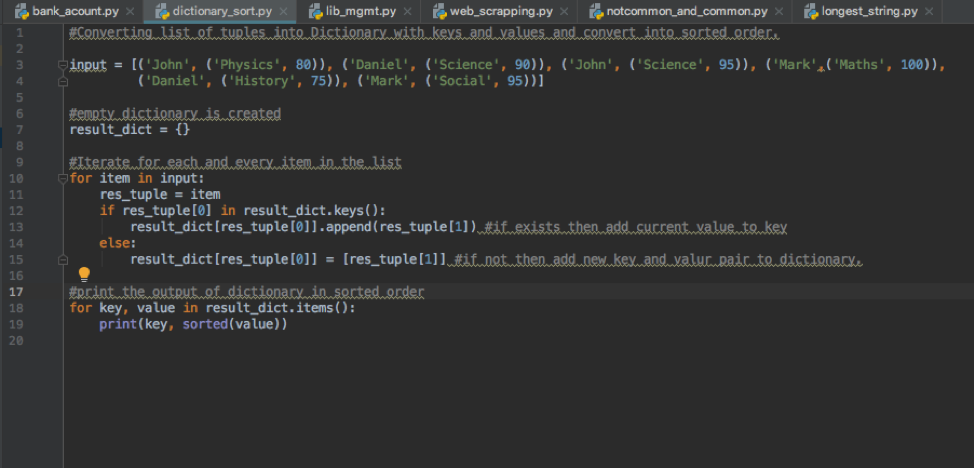 bank_acount.py dictionary_sort.py lib_mgmt.py web_scrapping.py notcommon_and_common.py longest_string.py
1 #Converting list of tuples into Dictionary with keys and values and convert into sorted order.
2
3 input = [('John', ('Physics', 80)), ('Daniel', ('Science', 90)), ('John', ('Science', 95)), ('Mark',('Maths', 100)),
4 ('Daniel', ('History', 75)), ('Mark', ('Social', 95))]
5
6 #empty dictionary is created
7 result_dict = {}
8
9 #Iterate for each and every item in the list
10 for item in input:
11 res_tuple = item
12 if res_tuple[0] in result_dict.keys():
13 result_dict[res_tuple[0]].append(res_tuple[1]) #if exists then add current value to key
14 else:
15 result_dict[res_tuple[0]] = [res_tuple[1]] #if not then add new key and valur pair to dictionary.
16
17 #print the output of dictionary in sorted order
18 for key, value in result_dict.items():
19 print(key, sorted(value))
20